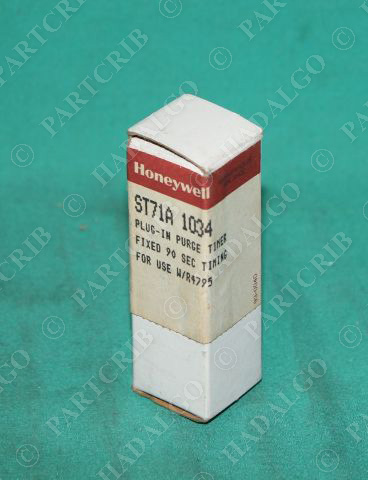 Honeywell
ST71A 1034
PLUG-IN PURGE TIMER
FIXED 90 SEC TIMING
FOR USE W/R4795
© PARTCRIB
© HADALGO